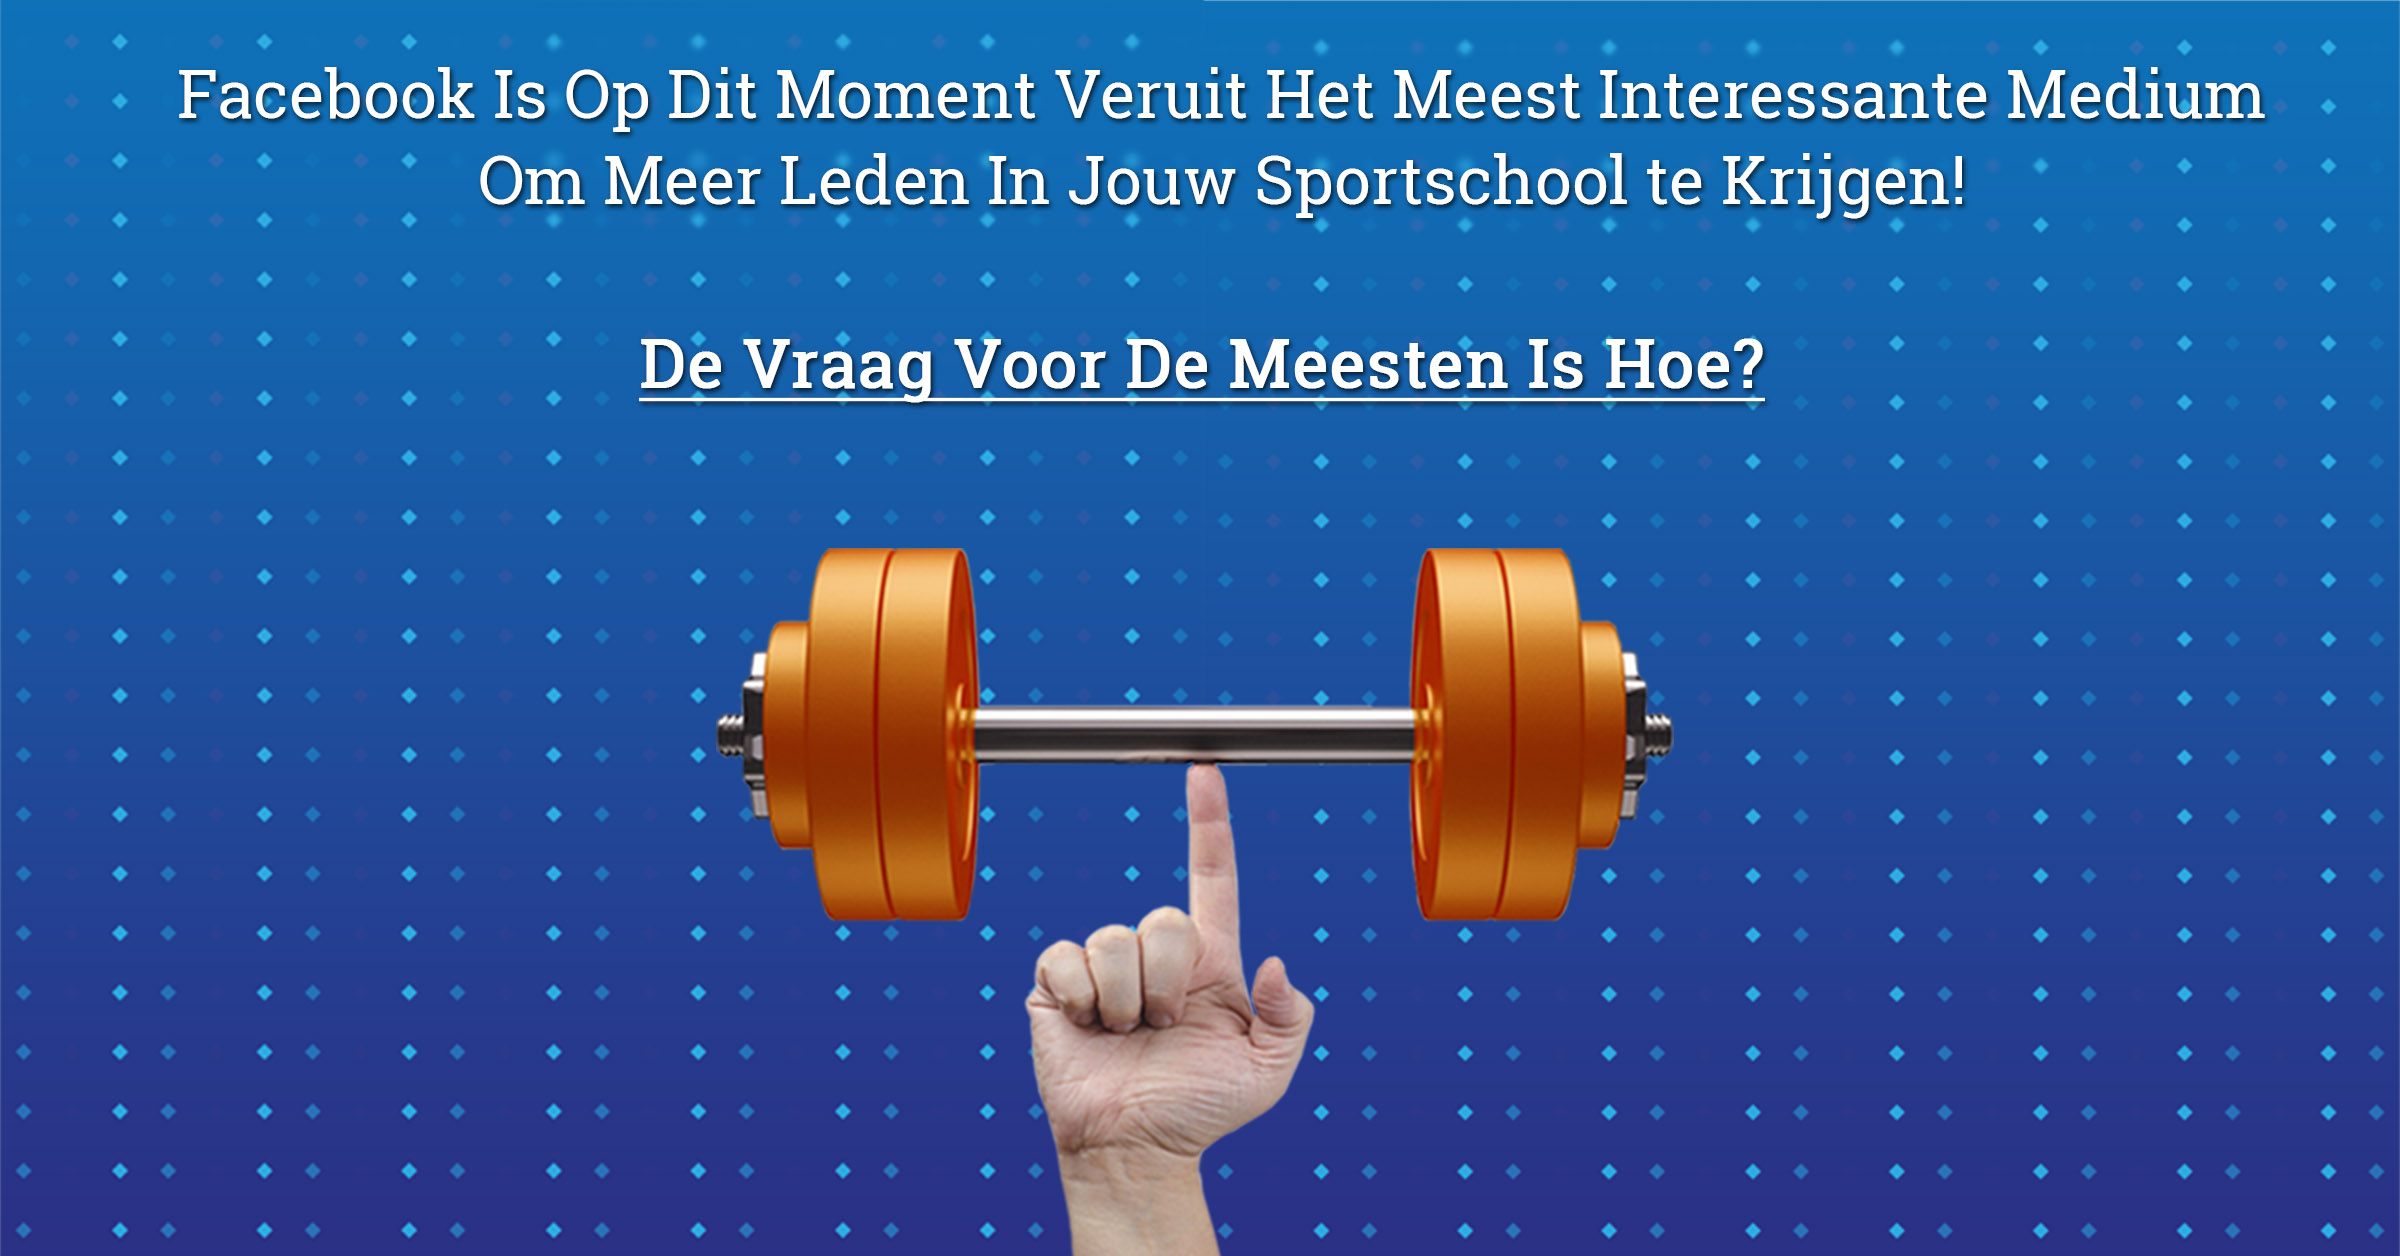 Facebook Is Op Dit Moment Veruit Het Meest Interessante Medium
Om Meer Leden In Jouw Sportschool te Krijgen!
De Vraag Voor De Meesten Is Hoe?